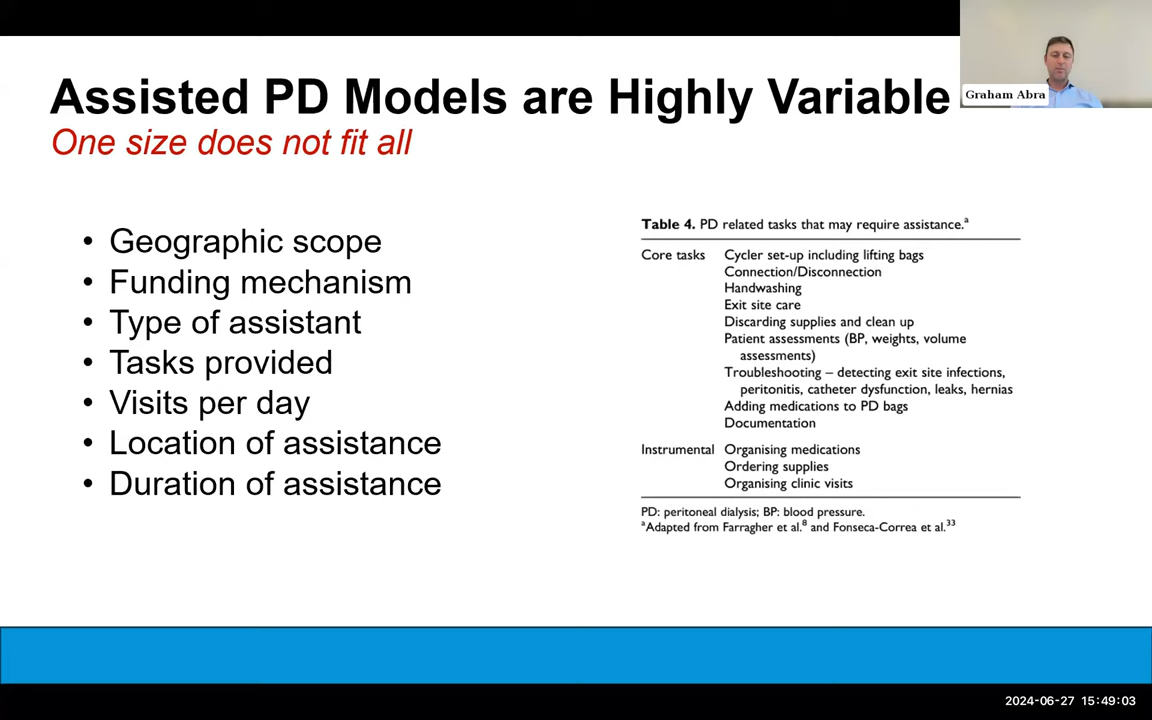 Assisted PD Models are Highly Variable
One size does not fit all
Graham Abra
• Geographic scope
• Funding mechanism
• Type of assistant
• Tasks provided
• Visits per day
• Location of assistance
• Duration of assistance
Table 4. PD related tasks that may require assistance.a
Core tasks Cycler set-up including lifting bags
Connection/Disconnection
Handwashing
Exit site care
Discarding supplies and clean up
Patient assessments (BP, weights, volume
assessments)
Troubleshooting – detecting exit site infections,
peritonitis, catheter dysfunction, leaks, hernias
Adding medications to PD bags
Documentation
Instrumental Organising medications
Ordering supplies
Organising clinic visits
PD: peritoneal dialysis; BP: blood pressure.
aAdapted from Farragher et al.8 and Fonseca-Correa et al.33
2024-06-27 15:49:03